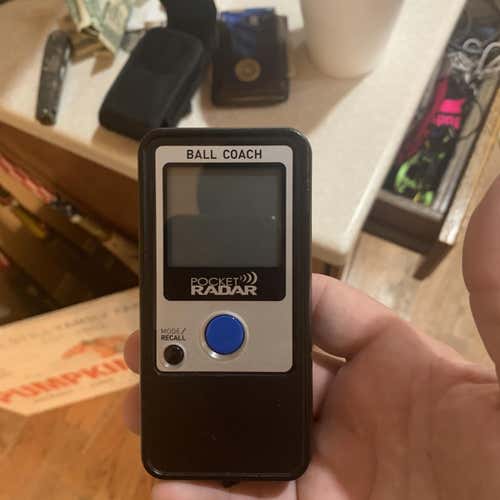 BALL COACH
POCKET
RADAR
MODE/
RECALL
PUMPKIN